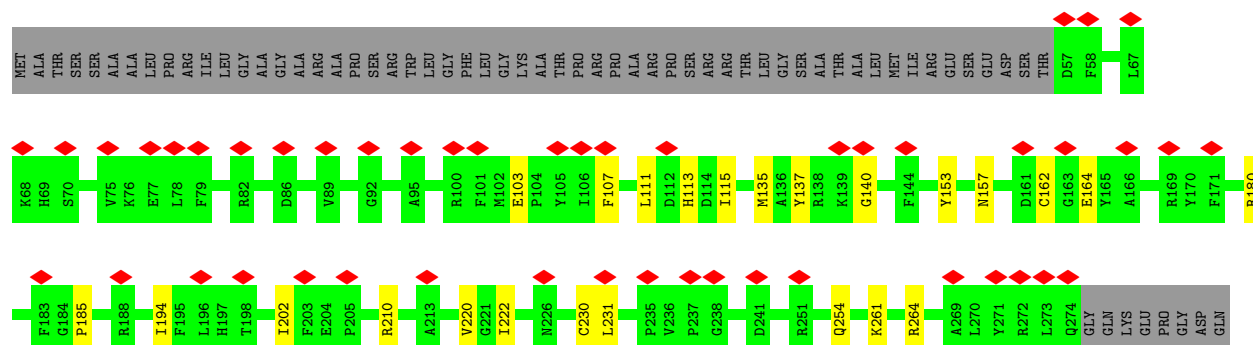 MET ALA THR SER SER ALA ALA LEU PRO ARG ILE LEU GLY ALA GLY ALA ARG ALA PRO SER ARG TRP LEU GLY PHE LEU GLY LYS ALA THR PRO ARG PRO ALA ARG PRO SER ARG ARG THR LEU GLY SER ALA THR ALA LEU MET ILE ARG GLU SER GLU ASP SER THR D57 F58 L67
K68 H69 S70 V75 K76 E77 L78 F79 R82 D86 V89 G92 A95 R100 F101 M102 E103 P104 Y105 I106 F107 L111 D112 H113 D114 I115 M135 A136 Y137 R138 K139 G140 F144 Y153 N157 D161 C162 G163 E164 Y165 A166 R169 Y170 F171 R180
F183 G184 P185 R188 I194 F195 L196 H197 T198 I202 F203 E204 P205 R210 A213 V220 G221 I222 N226 C230 L231 P235 V236 P237 G238 D241 R251 Q254 K261 R264 A269 L270 Y271 R272 L273 Q274 GLY GLN LYS GLU PRO GLY ASP GLN